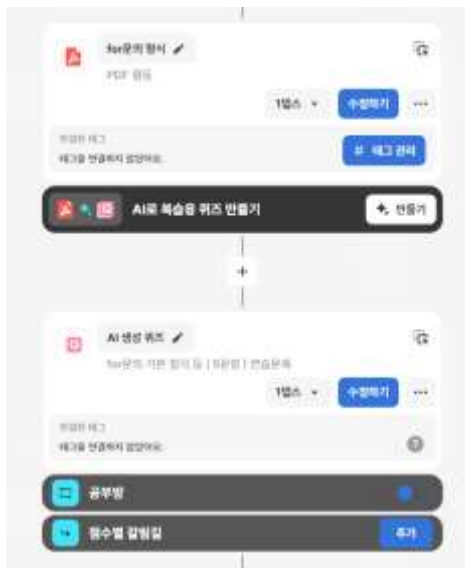 for문의 형식
PDF 활동
1뎁스
수정하기
연결된 태그
태그를 연결하지 않았어요.
# 태그 관리
AI로 복습용 퀴즈 만들기
만들기
+
AI 생성 퀴즈
for문의 기본 형식 등 | 5문항 | 연습문제
1뎁스
수정하기
연결된 태그
태그를 연결하지 않았어요.
?
공부방
점수별 갈림길
추가